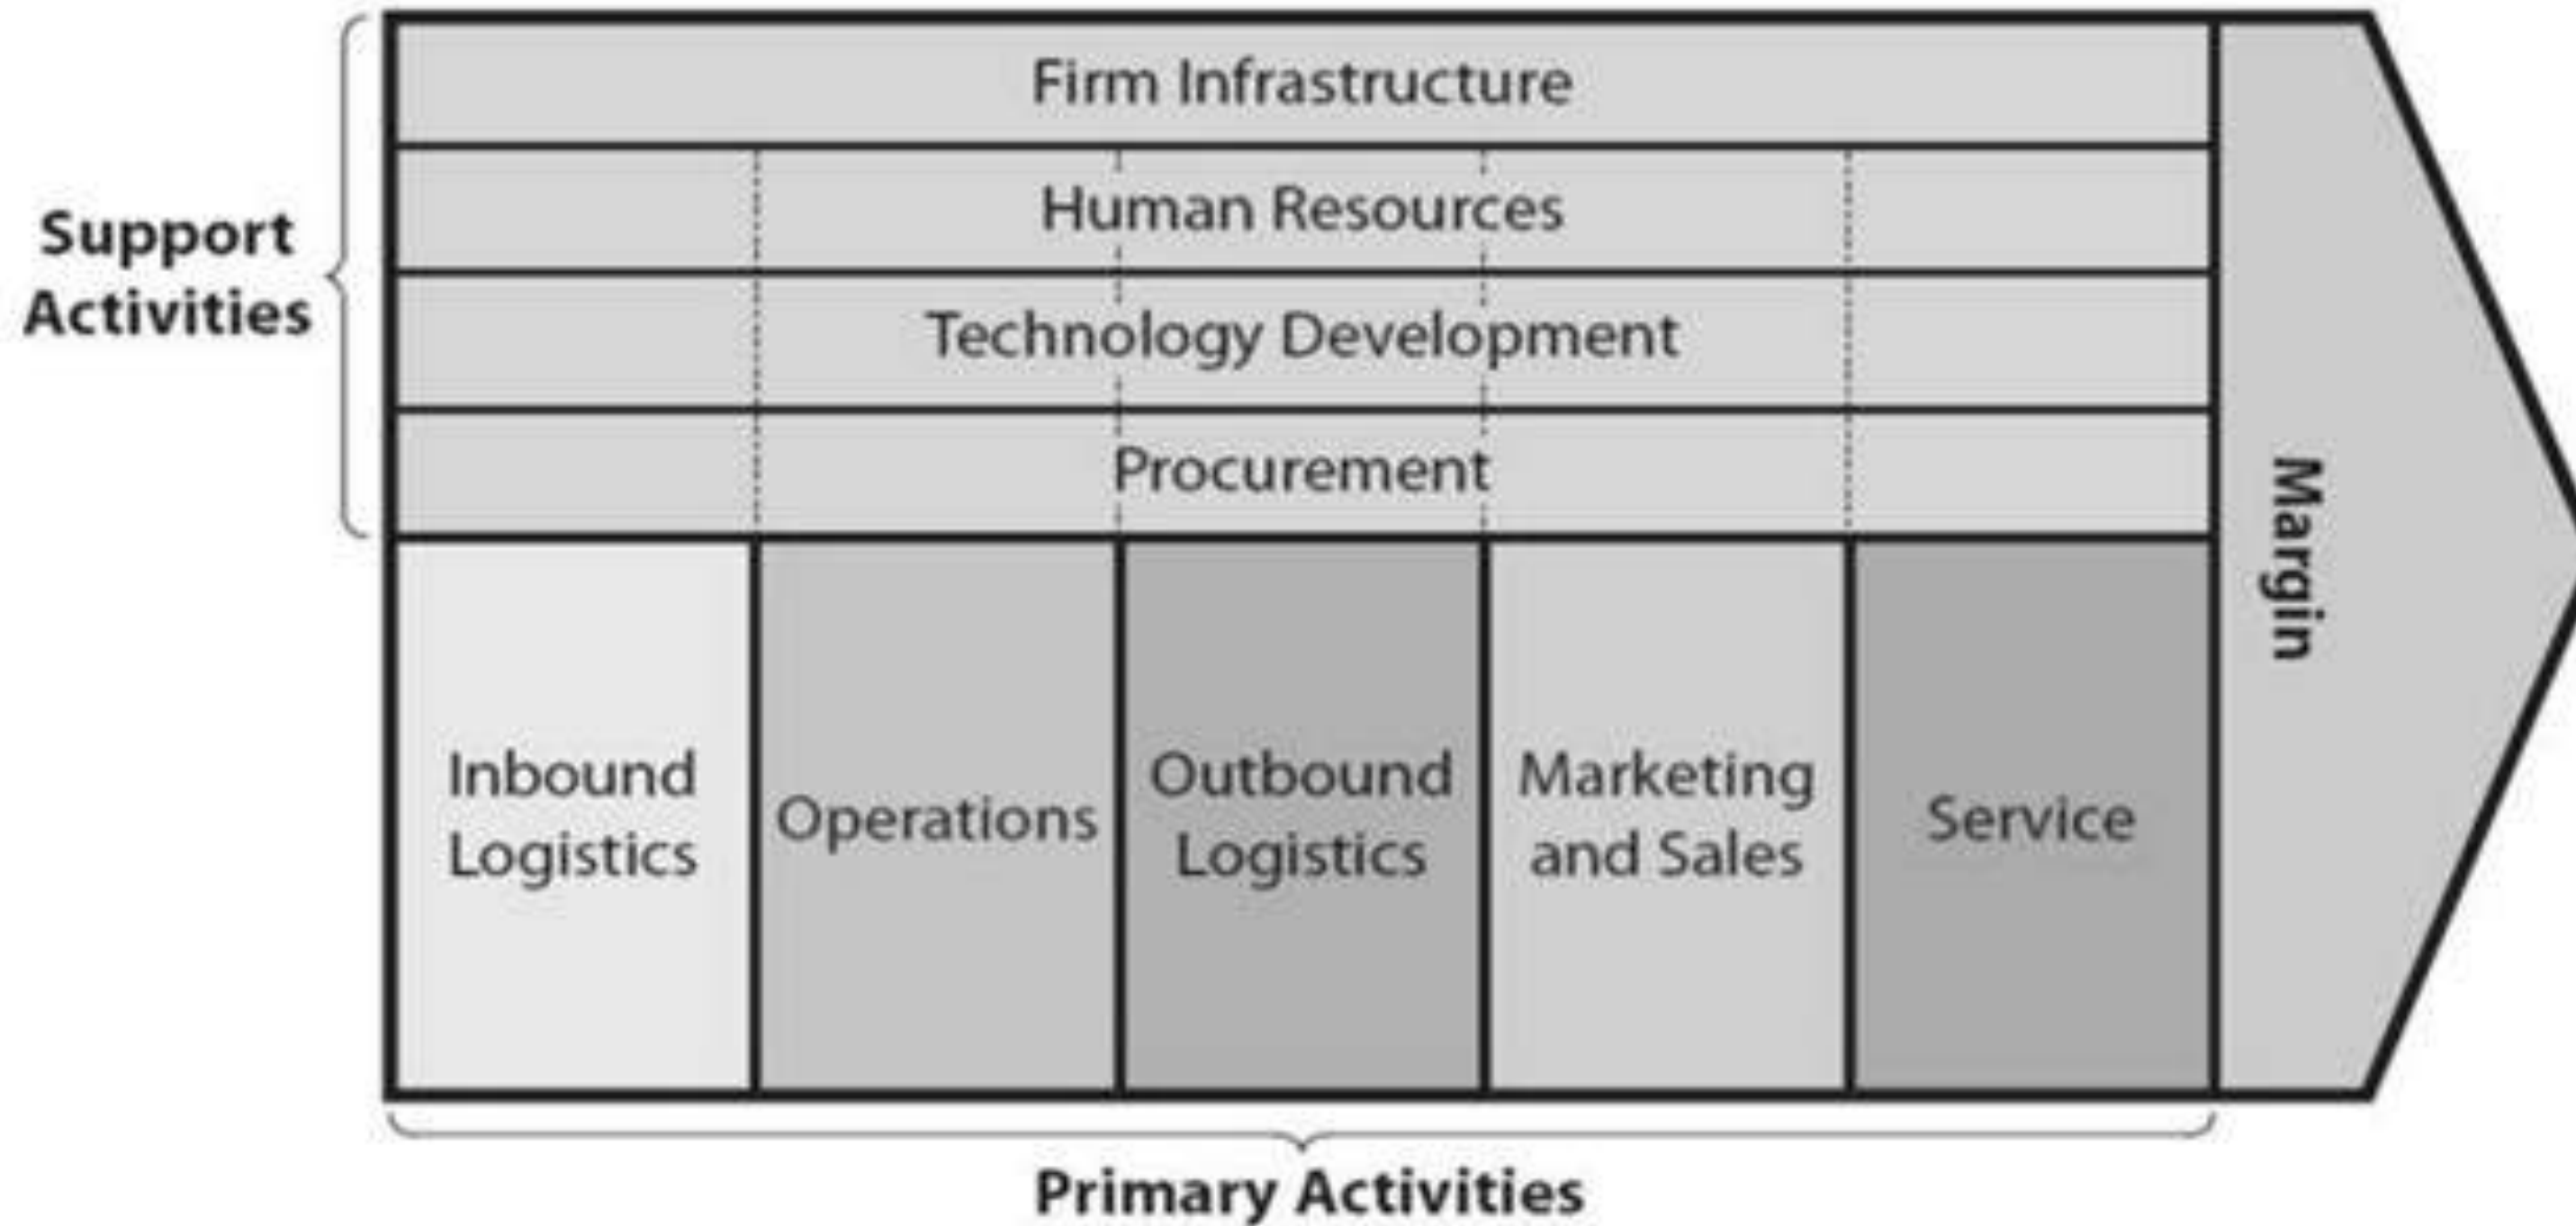 Firm Infrastructure
Human Resources
Technology Development
Procurement
Support
Activities
Inbound
Logistics
Operations
Outbound
Logistics
Marketing
and Sales
Service
Margin
Primary Activities